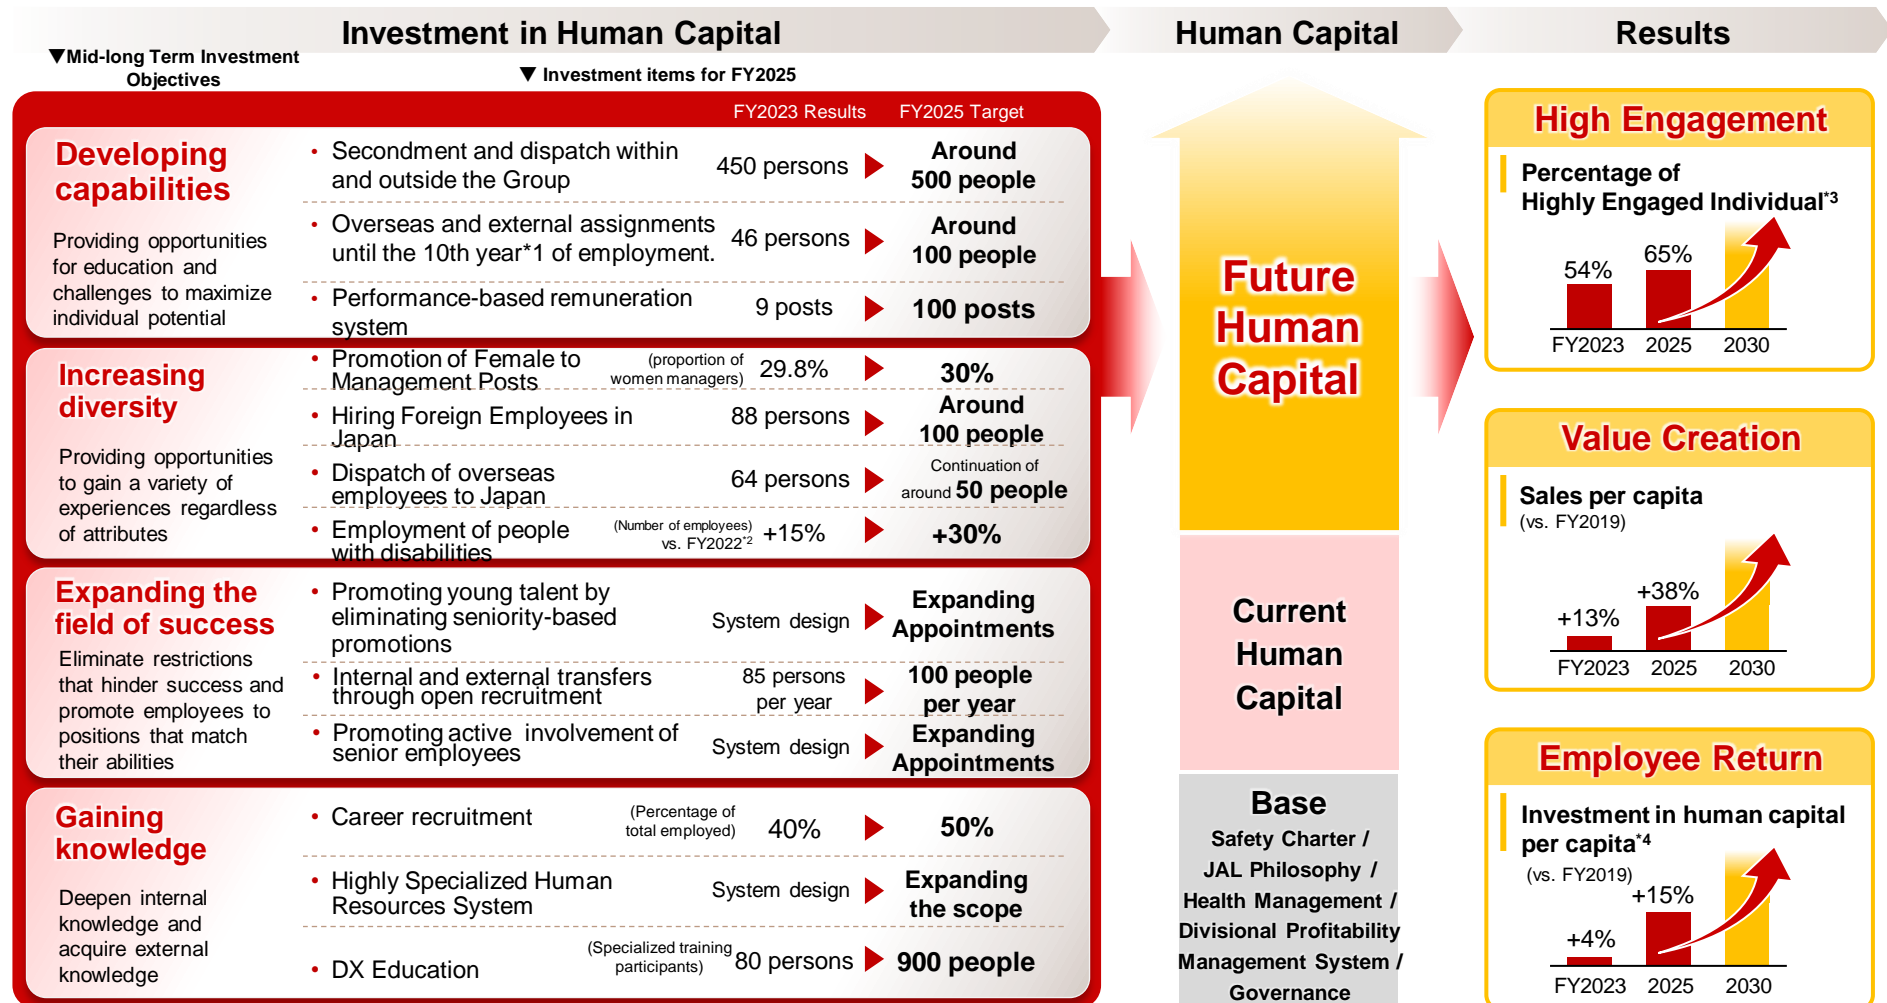 Investment in Human Capital
Human Capital
Results
▼Mid-long Term Investment
Objectives
▼ Investment items for FY2025
FY2023 Results
FY2025 Target
Developing
capabilities
Providing opportunities
for education and
challenges to maximize
individual potential
• Secondment and dispatch within
and outside the Group
450 persons
Around
500 people
• Overseas and external assignments
until the 10th year*1 of employment.
46 persons
Around
100 people
• Performance-based remuneration
system
9 posts
100 posts
Increasing
diversity
Providing opportunities
to gain a variety of
experiences regardless
of attributes
• Promotion of Female to
Management Posts
(proportion of
women managers)
29.8%
30%
• Hiring Foreign Employees in
Japan
88 persons
Around
100 people
• Dispatch of overseas
employees to Japan
64 persons
Continuation of
around 50 people
• Employment of people
with disabilities
(Number of employees)
vs. FY2022*2
+15%
+30%
Expanding the
field of success
Eliminate restrictions
that hinder success and
promote employees to
positions that match
their abilities
• Promoting young talent by
eliminating seniority-based
promotions
System design
Expanding
Appointments
• Internal and external transfers
through open recruitment
85 persons
per year
100 people
per year
• Promoting active involvement of
senior employees
System design
Expanding
Appointments
Gaining
knowledge
Deepen internal
knowledge and
acquire external
knowledge
• Career recruitment
(Percentage of
total employed)
40%
50%
• Highly Specialized Human
Resources System
System design
Expanding
the scope
• DX Education
(Specialized training
participants)
80 persons
900 people
Future
Human
Capital
Current
Human
Capital
Base
Safety Charter /
JAL Philosophy /
Health Management /
Divisional Profitability
Management System /
Governance
High Engagement
Percentage of
Highly Engaged Individual*3
54%
65%
FY2023
2025
2030
Value Creation
Sales per capita
(vs. FY2019)
+13%
+38%
FY2023
2025
2030
Employee Return
Investment in human capital
per capita*4
(vs. FY2019)
+4%
+15%
FY2023
2025
2030